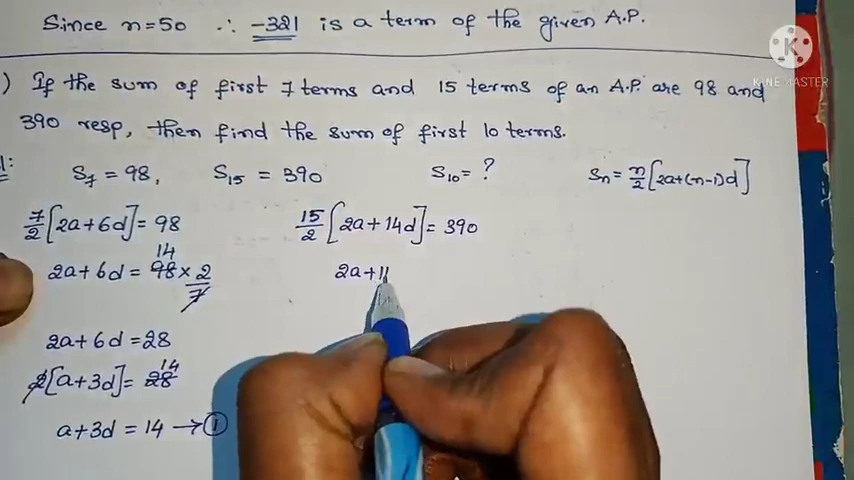 Since n=50 ∴ -321 is a term of the given A.P.
K
KINE MASTER
) If the sum of first 7 terms and 15 terms of an A.P. are 98 and
390 resp, then find the sum of first 10 terms.
S₇ = 98, S₁₅ = 390 S₁₀ = ? Sn = n/2 [2a+(n-1)d]
7/2 [2a+6d] = 98 15/2 [2a+14d] = 390
14
2a+6d = 98 × 2/7 2a+1
2a+6d = 28
14
2[a+3d] = 28
a+3d = 14 → ①